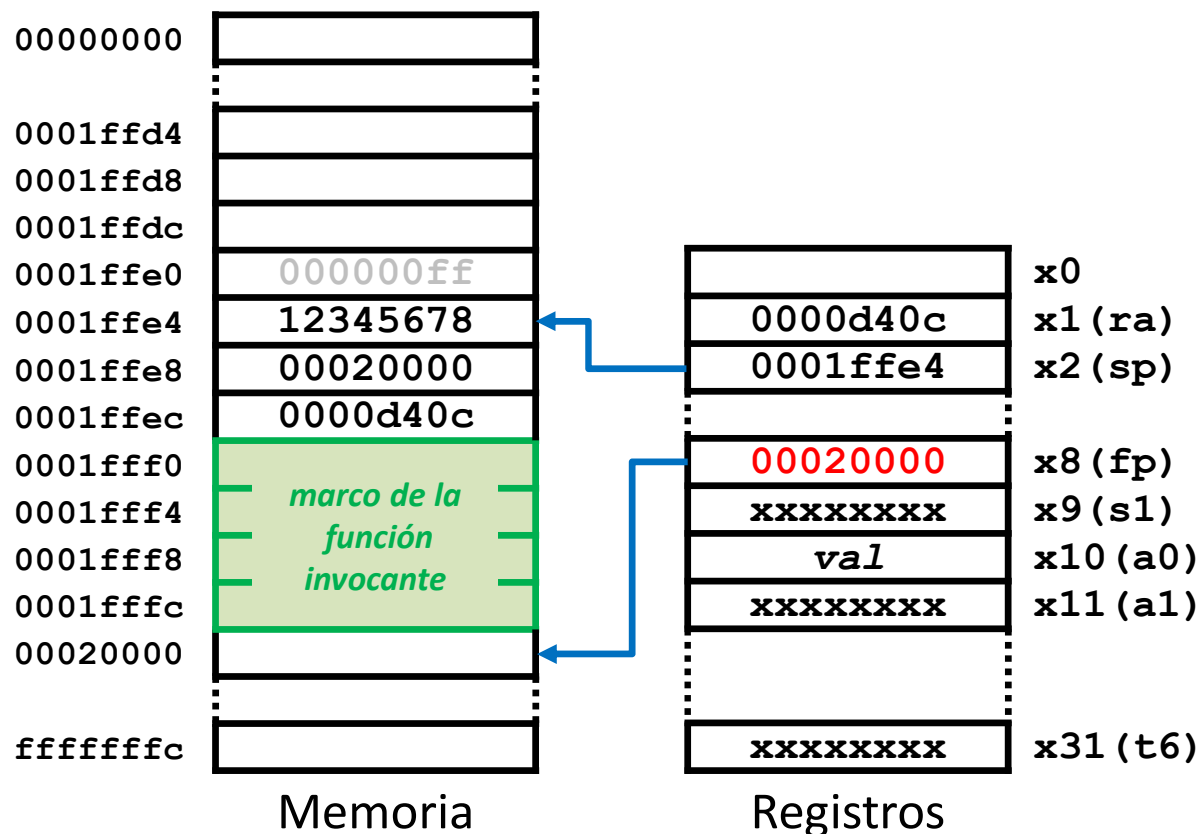 00000000
0001ffd4
0001ffd8
0001ffdc
0001ffe0 000000ff x0
0001ffe4 12345678 0000d40c x1(ra)
0001ffe8 00020000 0001ffe4 x2(sp)
0001ffec 0000d40c
0001fff0 00020000 x8(fp)
marco de la
0001fff4 xxxxxxxx x9(s1)
función
0001fff8 val x10(a0)
invocante
0001fffc xxxxxxxx x11(a1)
00020000
fffffffc xxxxxxxx x31(t6)
Memoria Registros